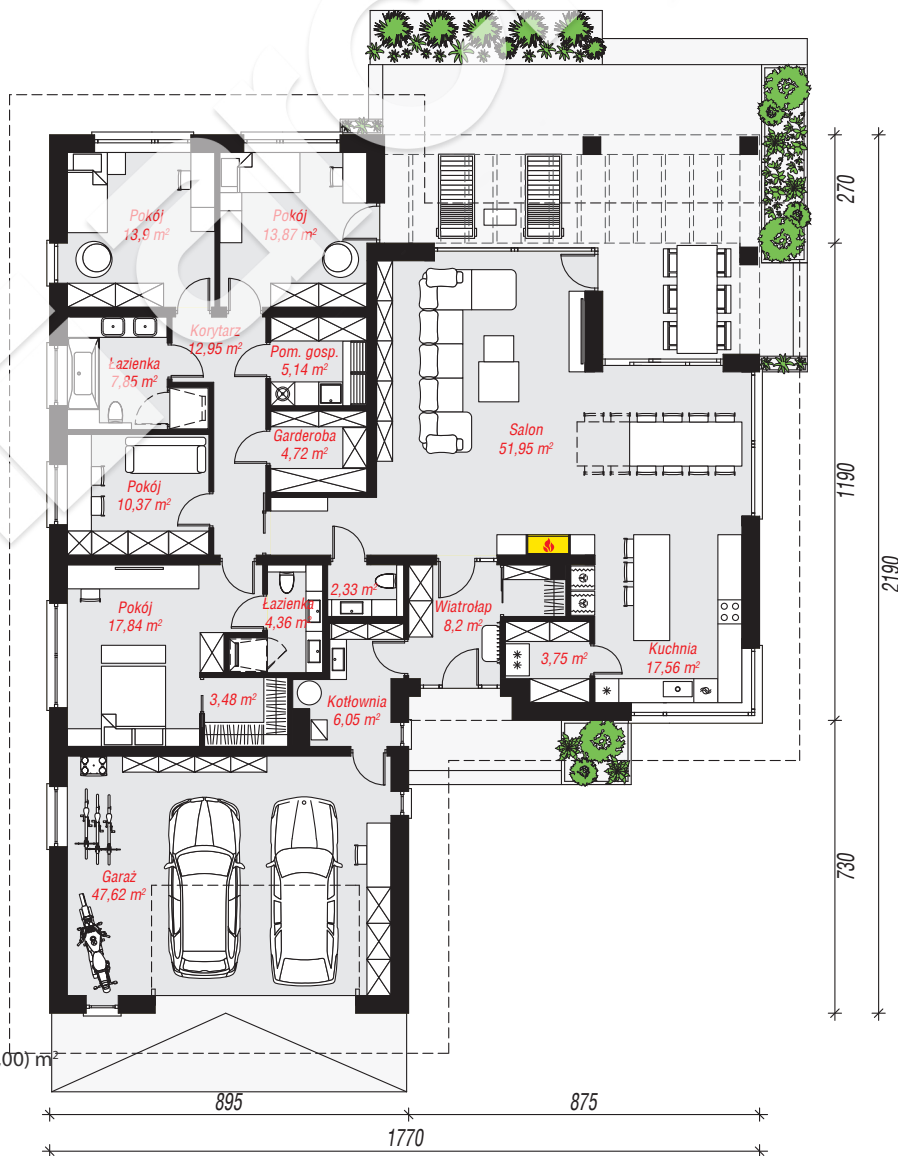 Pokój
13,9 m²
Pokój
13,87 m²
270
Korytarz
12,95 m²
Łazienka
7,85 m²
Pom. gosp.
5,14 m²
Garderoba
4,72 m²
Salon
51,95 m²
Pokój
10,37 m²
1190
2190
Pokój
17,84 m²
Łazienka
4,36 m²
2,33 m²
Wiatrołap
8,2 m²
3,75 m²
Kuchnia
17,56 m²
3,48 m²
Kotłownia
6,05 m²
Garaż
47,62 m²
730
.00) m²
895
875
1770